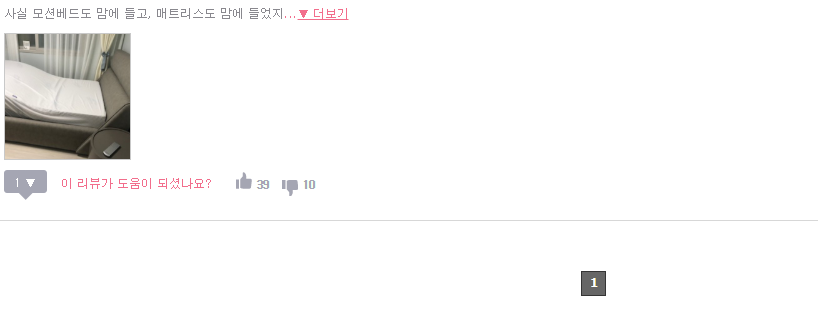 사실 모션베드도 맘에 들고, 매트리스도 맘에 들었지...▼ 더보기
1 ▼ 이 리뷰가 도움이 되셨나요? 39 10
1